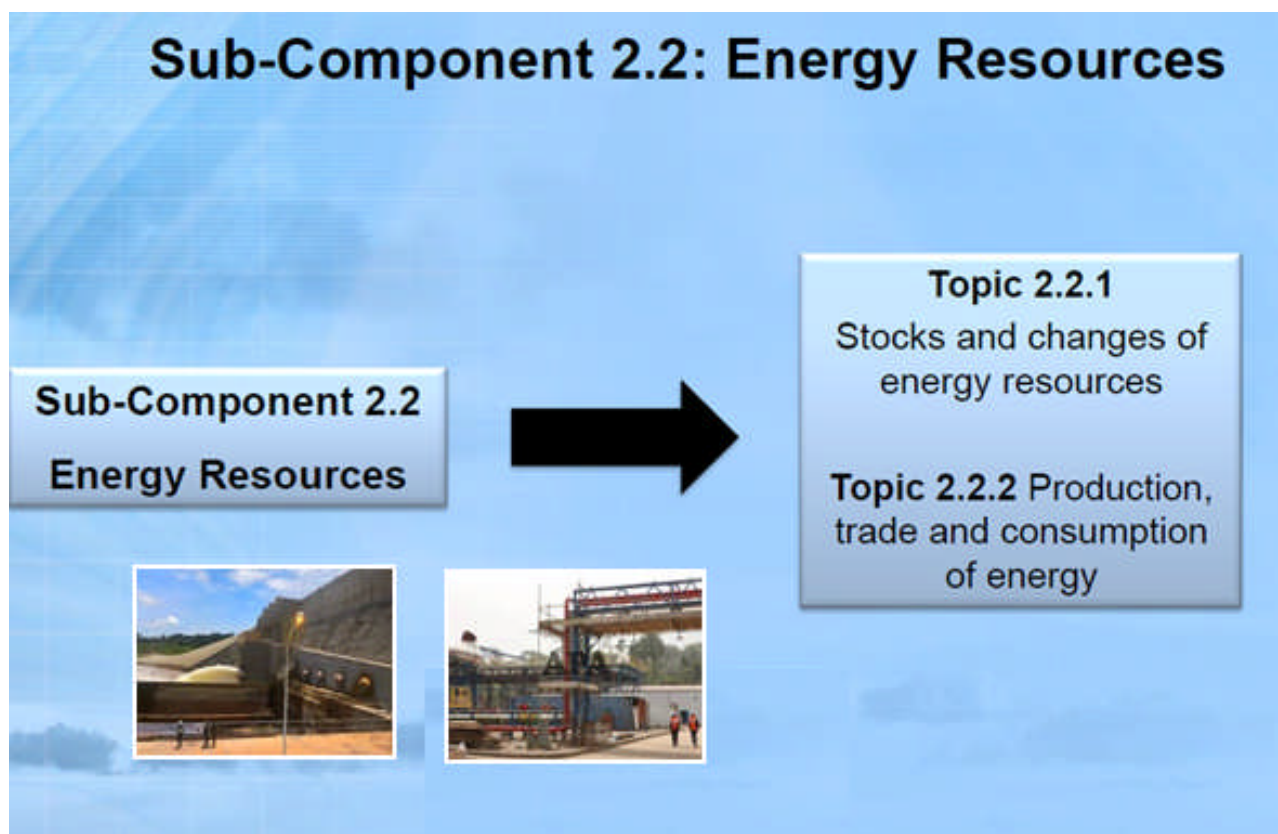 Sub-Component 2.2: Energy Resources
Sub-Component 2.2
Energy Resources
Topic 2.2.1
Stocks and changes of
energy resources
Topic 2.2.2 Production,
trade and consumption
of energy